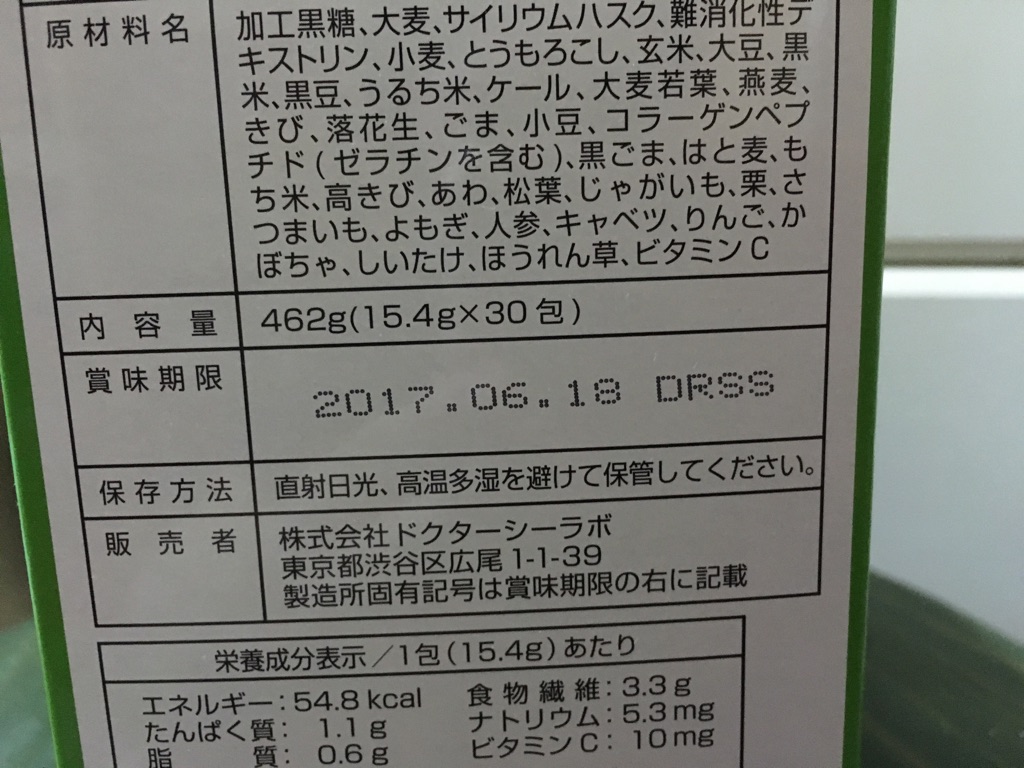 原材料名
加工黒糖、大麦、サイリウムハスク、難消化性デ
キストリン、小麦、とうもろこし、玄米、大豆、黒
米、黒豆、うるち米、ケール、大麦若葉、燕麦、
きび、落花生、ごま、小豆、コラーゲンペプ
チド(ゼラチンを含む)、黒ごま、はと麦、も
ち米、高きび、あわ、松葉、じゃがいも、栗、さ
つまいも、よもぎ、人参、キャベツ、りんご、か
ぼちゃ、しいたけ、ほうれん草、ビタミンC
内容量 462g(15.4g×30包)
賞味期限 2017.06.18 DRSS
保存方法 直射日光、高温多湿を避けて保管してください。
販売者 株式会社ドクターシーラボ
東京都渋谷区広尾1-1-39
製造所固有記号は賞味期限の右に記載
栄養成分表示/1包(15.4g)あたり
エネルギー:54.8kcal 食物繊維:3.3g
たんぱく質: 1.1g ナトリウム:5.3mg
脂質: 0.6g ビタミンC: 10mg